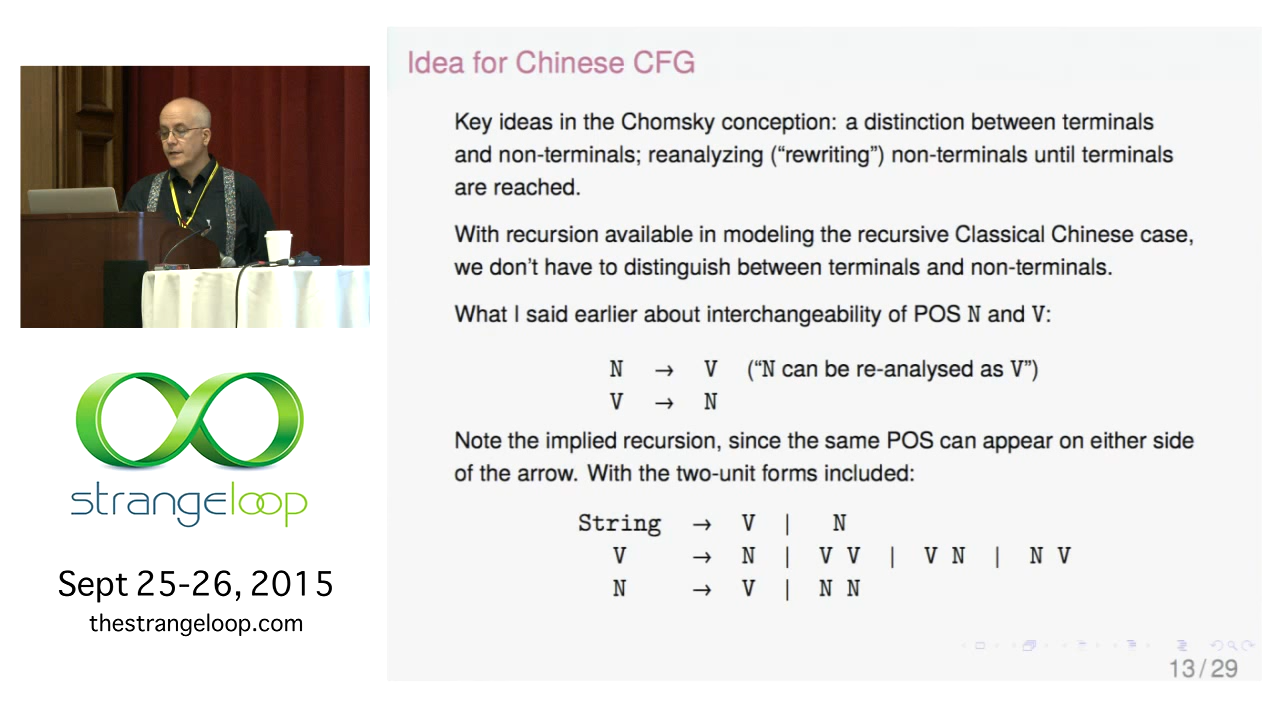 Idea for Chinese CFG
Key ideas in the Chomsky conception: a distinction between terminals
and non-terminals; reanalyzing (“rewriting”) non-terminals until terminals
are reached.
With recursion available in modeling the recursive Classical Chinese case,
we don’t have to distinguish between terminals and non-terminals.
What I said earlier about interchangeability of POS N and V:
N → V (“N can be re-analysed as V”)
V → N
Note the implied recursion, since the same POS can appear on either side
of the arrow. With the two-unit forms included:
String → V | N
V → N | V V | V N | N V
N → V | N N
13/29
strangeloop
Sept 25-26, 2015
thestrangeloop.com